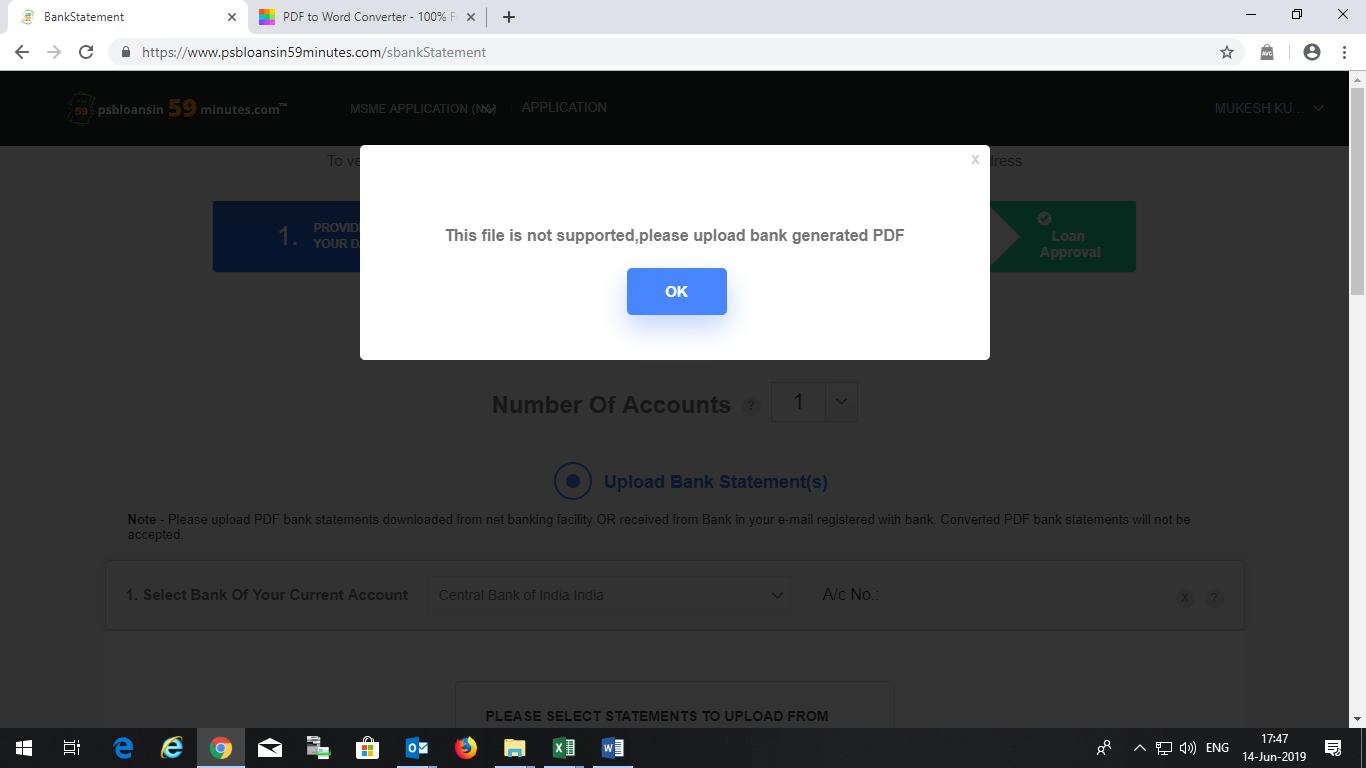 BankStatement
PDF to Word Converter - 100% F
https://www.psbloansin59minutes.com/sbankStatement
AVG
59 psbloansin 59 minutes.com™
MSME APPLICATION
APPLICATION
MUKESH KU...
To ve
dress
x
1.
PROVID
YOUR DA
This file is not supported,please upload bank generated PDF
OK
Loan
Approval
Number Of Accounts ? 1
Upload Bank Statement(s)
Note - Please upload PDF bank statements downloaded from net banking facility OR received from Bank in your e-mail registered with bank. Converted PDF bank statements will not be
accepted.
1. Select Bank Of Your Current Account Central Bank of India India A/c No.: X ?
PLEASE SELECT STATEMENTS TO UPLOAD FROM
ENG
17:47
14-Jun-2019